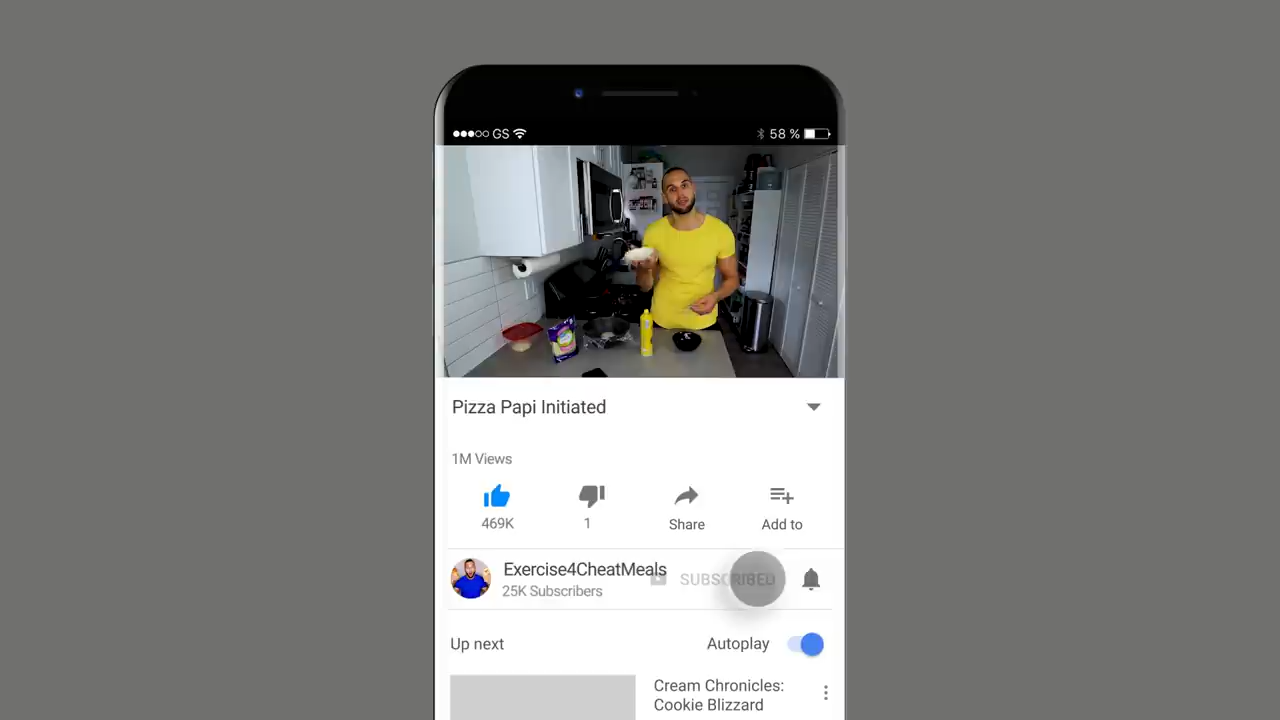 GS
58 %
Pizza Papi Initiated
1M Views
469K
1
Share
Add to
Exercise4CheatMeals
SUBSCRIBED
25K Subscribers
Up next
Autoplay
Cream Chronicles:
Cookie Blizzard